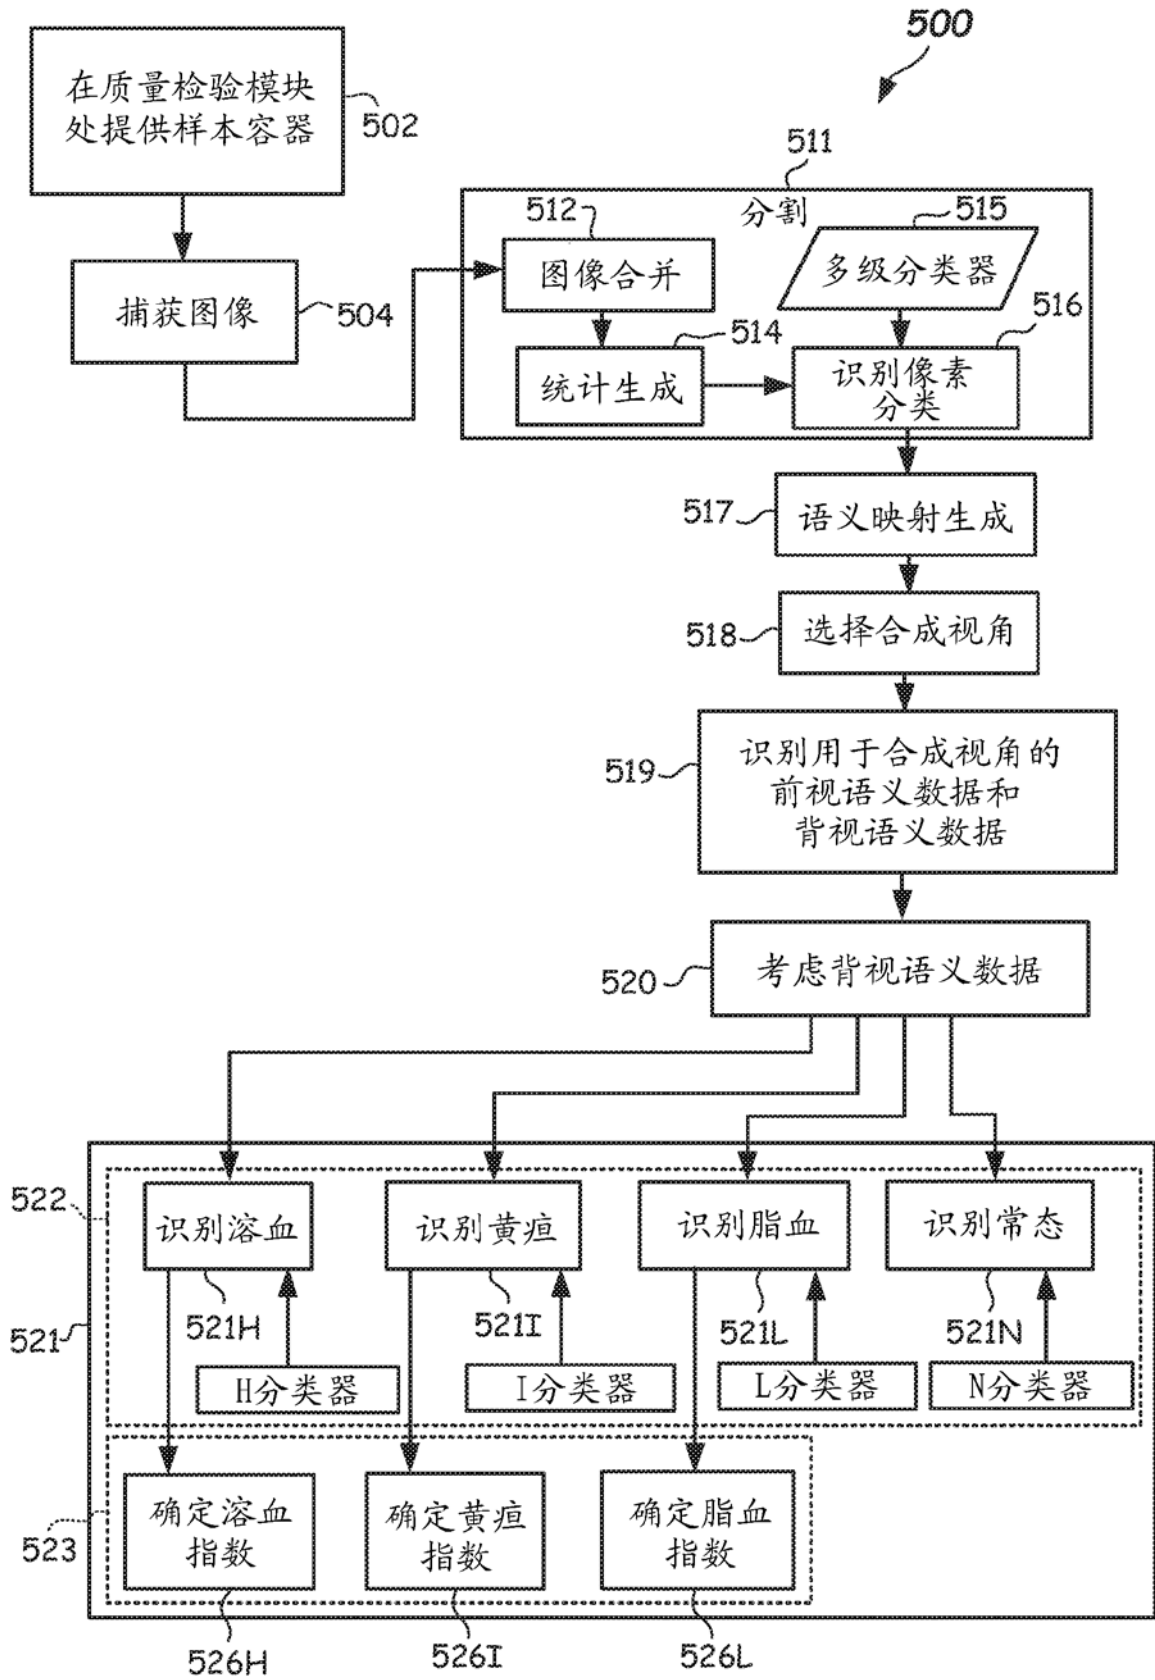 500
在质量检验模块
处提供样本容器
502
511
分割
512
515
图像合并
多级分类器
捕获图像
504
514
516
统计生成
识别像素
分类
517
语义映射生成
518
选择合成视角
519
识别用于合成视角的
前视语义数据和
背视语义数据
520
考虑背视语义数据
522
识别溶血
识别黄疸
识别脂血
识别常态
521
521H
521I
521L
521N
H分类器
I分类器
L分类器
N分类器
523
确定溶血
指数
确定黄疸
指数
确定脂血
指数
526H
526I
526L